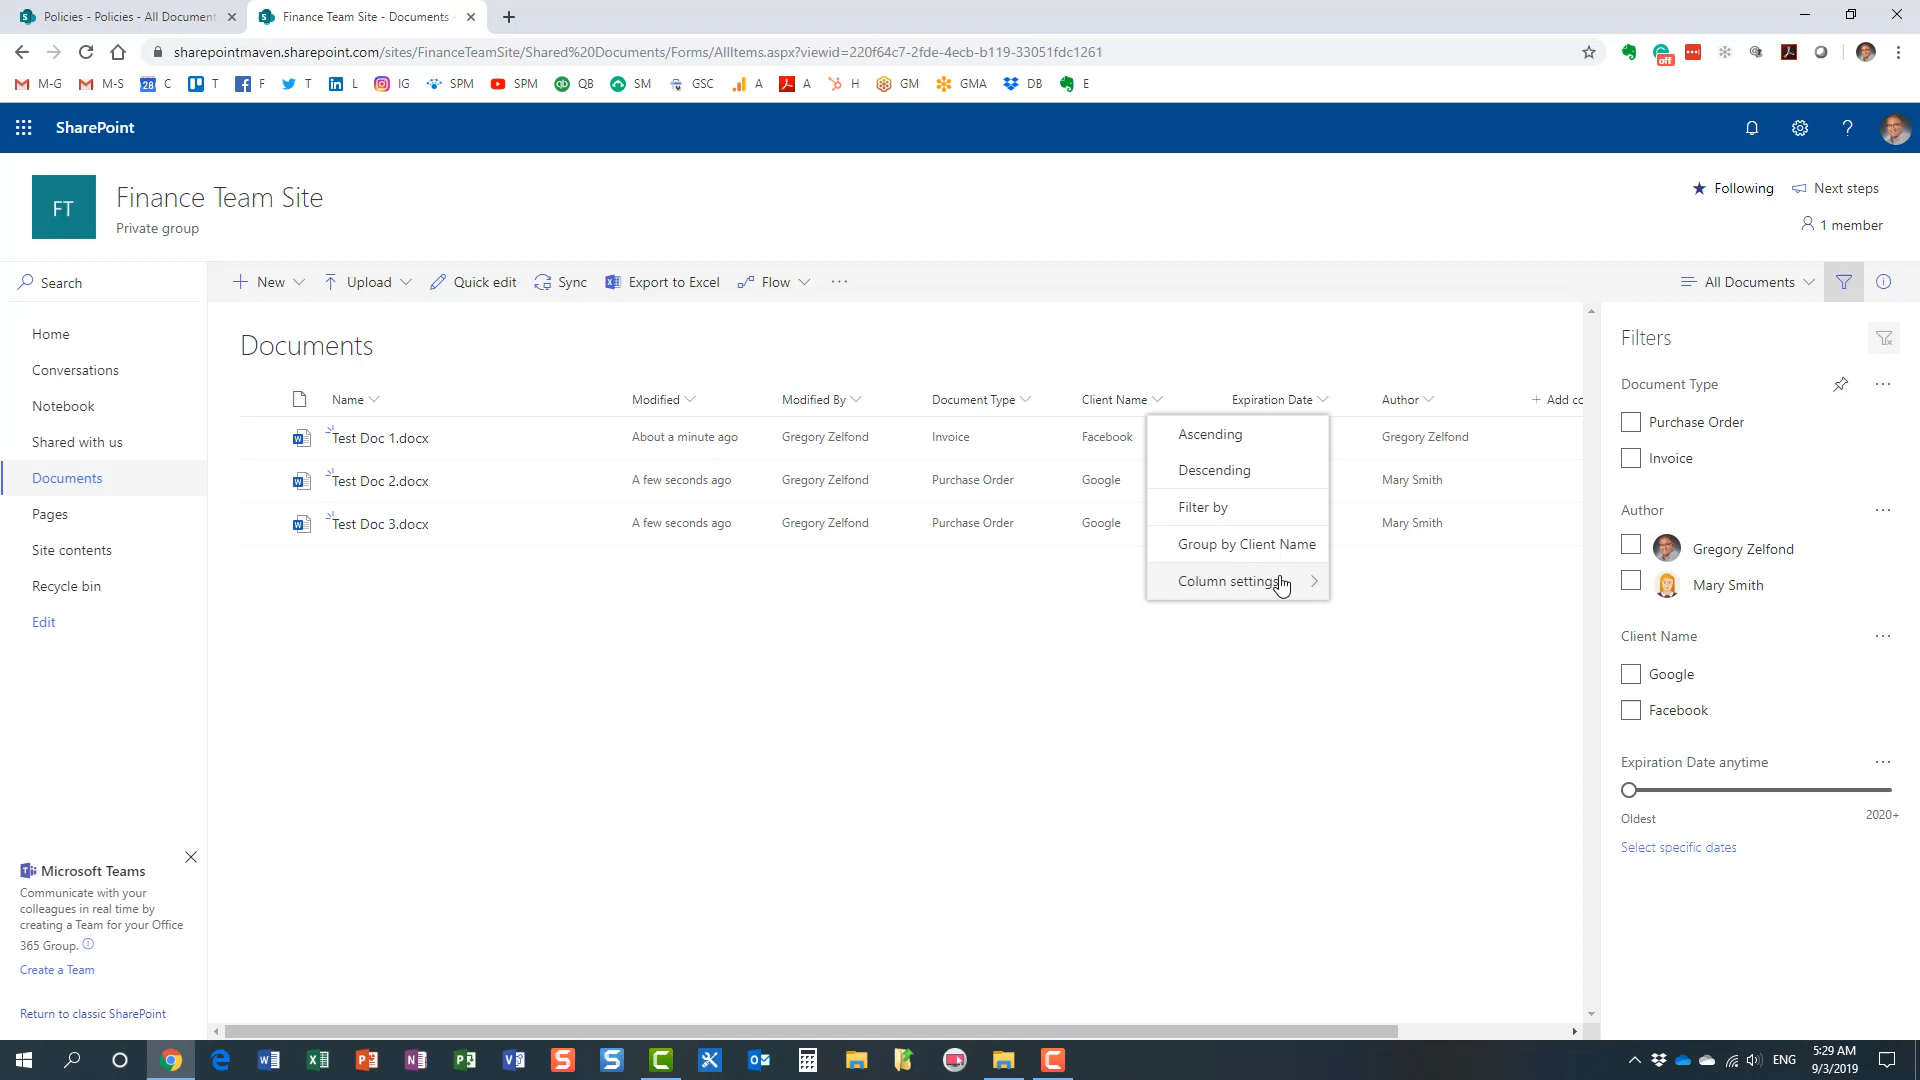 Policies - Policies - All Document
Finance Team Site - Documents -
sharepointmaven.sharepoint.com/sites/FinanceTeamSite/Shared%20Documents/Forms/AllItems.aspx?viewid=220f64c7-2fde-4ecb-b119-33051fdc1261
off
M-G M-S 28 C T F T L IG SPM SPM QB SM GSC A A H GM GMA DB E
SharePoint
FT
Finance Team Site
Private group
Following
Next steps
1 member
Search
New
Upload
Quick edit
Sync
Export to Excel
Flow
All Documents
Home
Conversations
Notebook
Shared with us
Documents
Pages
Site contents
Recycle bin
Edit
Documents
Name Modified Modified By Document Type Client Name Expiration Date Author + Add co
Test Doc 1.docx About a minute ago Gregory Zelfond Invoice Facebook Gregory Zelfond
Test Doc 2.docx A few seconds ago Gregory Zelfond Purchase Order Google Mary Smith
Test Doc 3.docx A few seconds ago Gregory Zelfond Purchase Order Google Mary Smith
Ascending
Descending
Filter by
Group by Client Name
Column settings
Filters
Document Type
Purchase Order
Invoice
Author
Gregory Zelfond
Mary Smith
Client Name
Google
Facebook
Expiration Date anytime
Oldest
2020+
Select specific dates
Microsoft Teams
Communicate with your
colleagues in real time by
creating a Team for your Office
365 Group.
Create a Team
Return to classic SharePoint
ENG
5:29 AM
9/3/2019